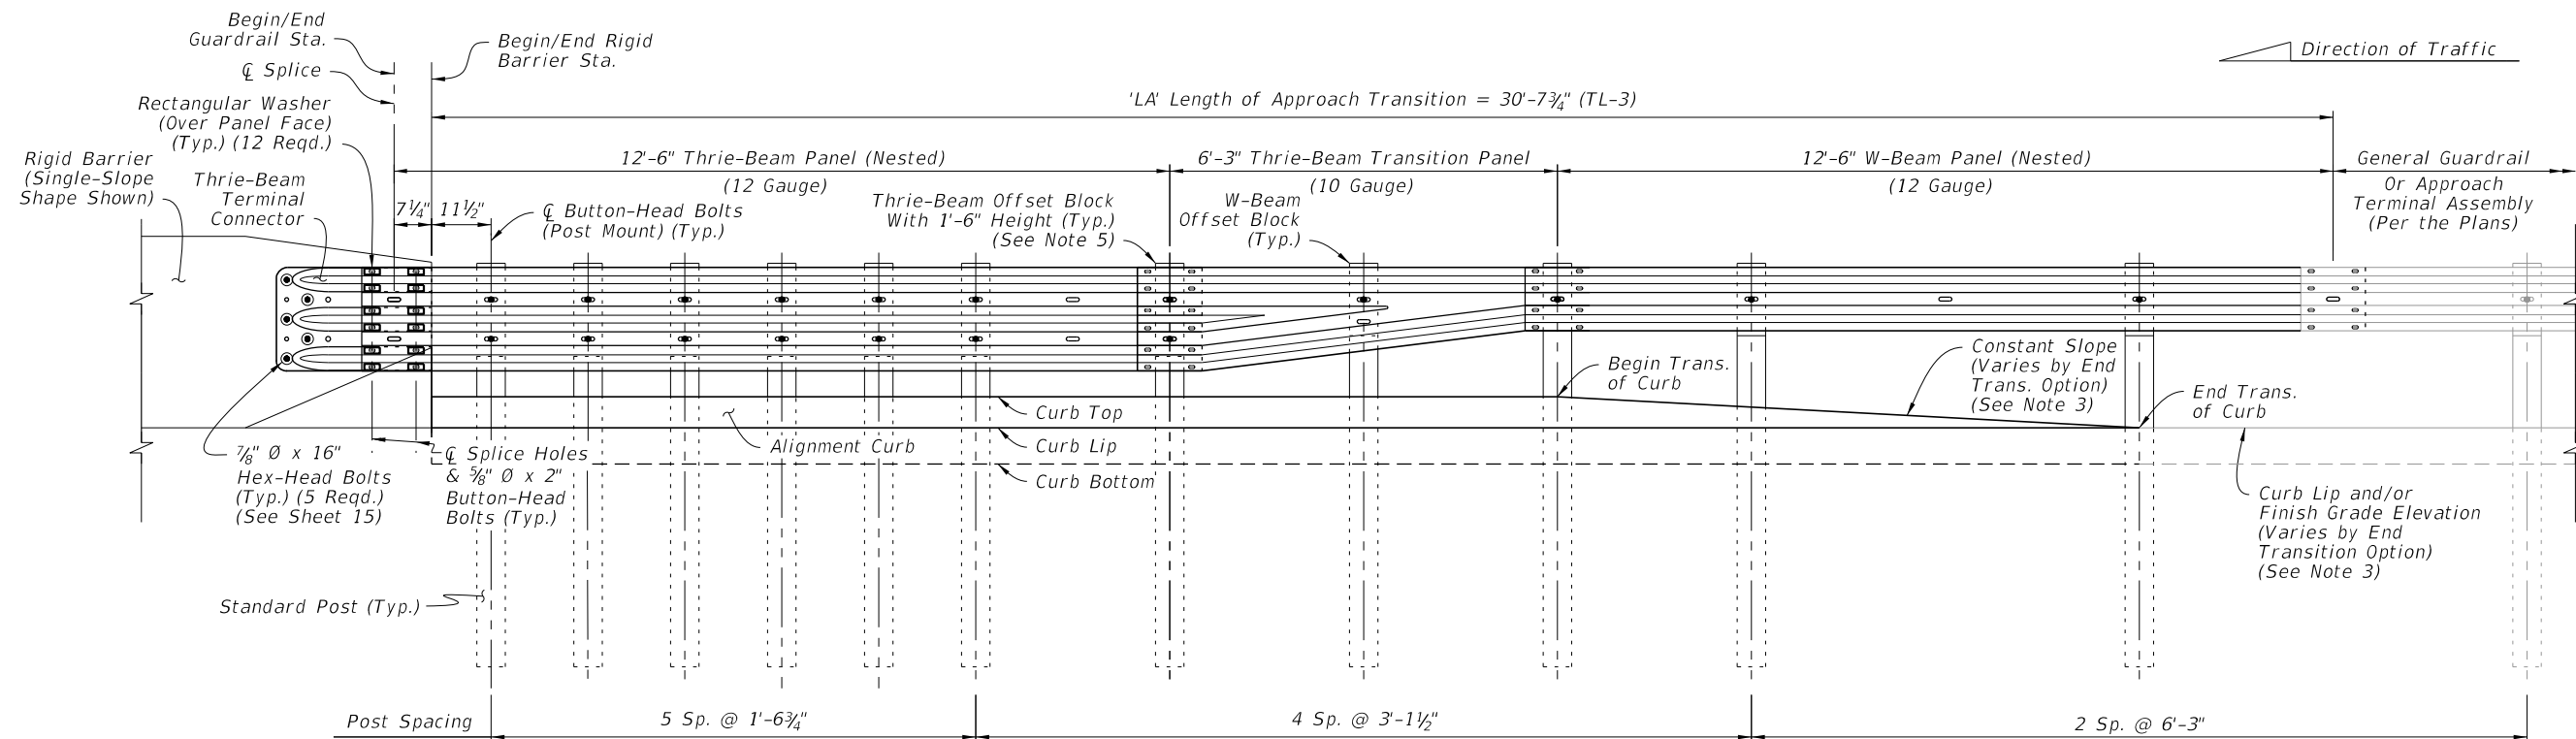 Begin/End
Guardrail Sta.
℄ Splice
Rectangular Washer
(Over Panel Face)
(Typ.) (12 Reqd.)
Rigid Barrier
(Single-Slope
Shape Shown)
Thrie-Beam
Terminal
Connector
Begin/End Rigid
Barrier Sta.
Direction of Traffic
'LA' Length of Approach Transition = 30'-7¾" (TL-3)
12'-6" Thrie-Beam Panel (Nested)
(12 Gauge)
6'-3" Thrie-Beam Transition Panel
(10 Gauge)
12'-6" W-Beam Panel (Nested)
(12 Gauge)
General Guardrail
Or Approach
Terminal Assembly
(Per the Plans)
7¼"
11½"
℄ Button-Head Bolts
(Post Mount) (Typ.)
Thrie-Beam Offset Block
With 1'-6" Height (Typ.)
(See Note 5)
W-Beam
Offset Block
(Typ.)
Begin Trans.
of Curb
Constant Slope
(Varies by End
Trans. Option)
(See Note 3)
End Trans.
of Curb
Curb Top
Alignment Curb
Curb Lip
Curb Bottom
⅞" Ø x 16"
Hex-Head Bolts
(Typ.) (5 Reqd.)
(See Sheet 15)
℄ Splice Holes
& ⅝" Ø x 2"
Button-Head
Bolts (Typ.)
Curb Lip and/or
Finish Grade Elevation
(Varies by End
Transition Option)
(See Note 3)
Standard Post (Typ.)
Post Spacing
5 Sp. @ 1'-6¾"
4 Sp. @ 3'-1½"
2 Sp. @ 6'-3"